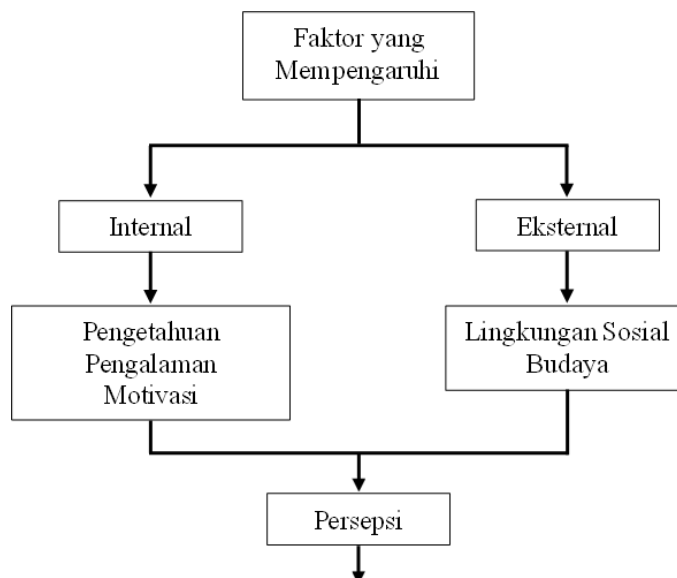 Faktor yang
Mempengaruhi
Internal
Eksternal
Pengetahuan
Pengalaman
Motivasi
Lingkungan Sosial
Budaya
Persepsi